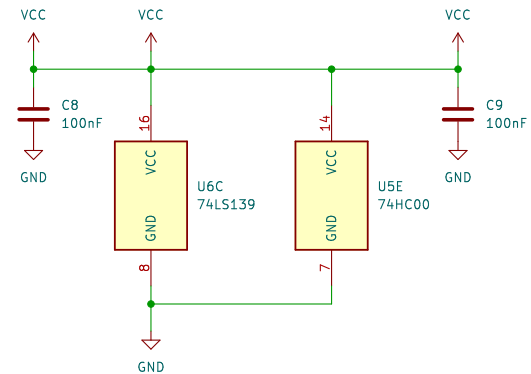 VCC
VCC
VCC
C8
100nF
C9
100nF
16
14
VCC
VCC
GND
GND
U6C
74LS139
U5E
74HC00
GND
GND
8
7
GND